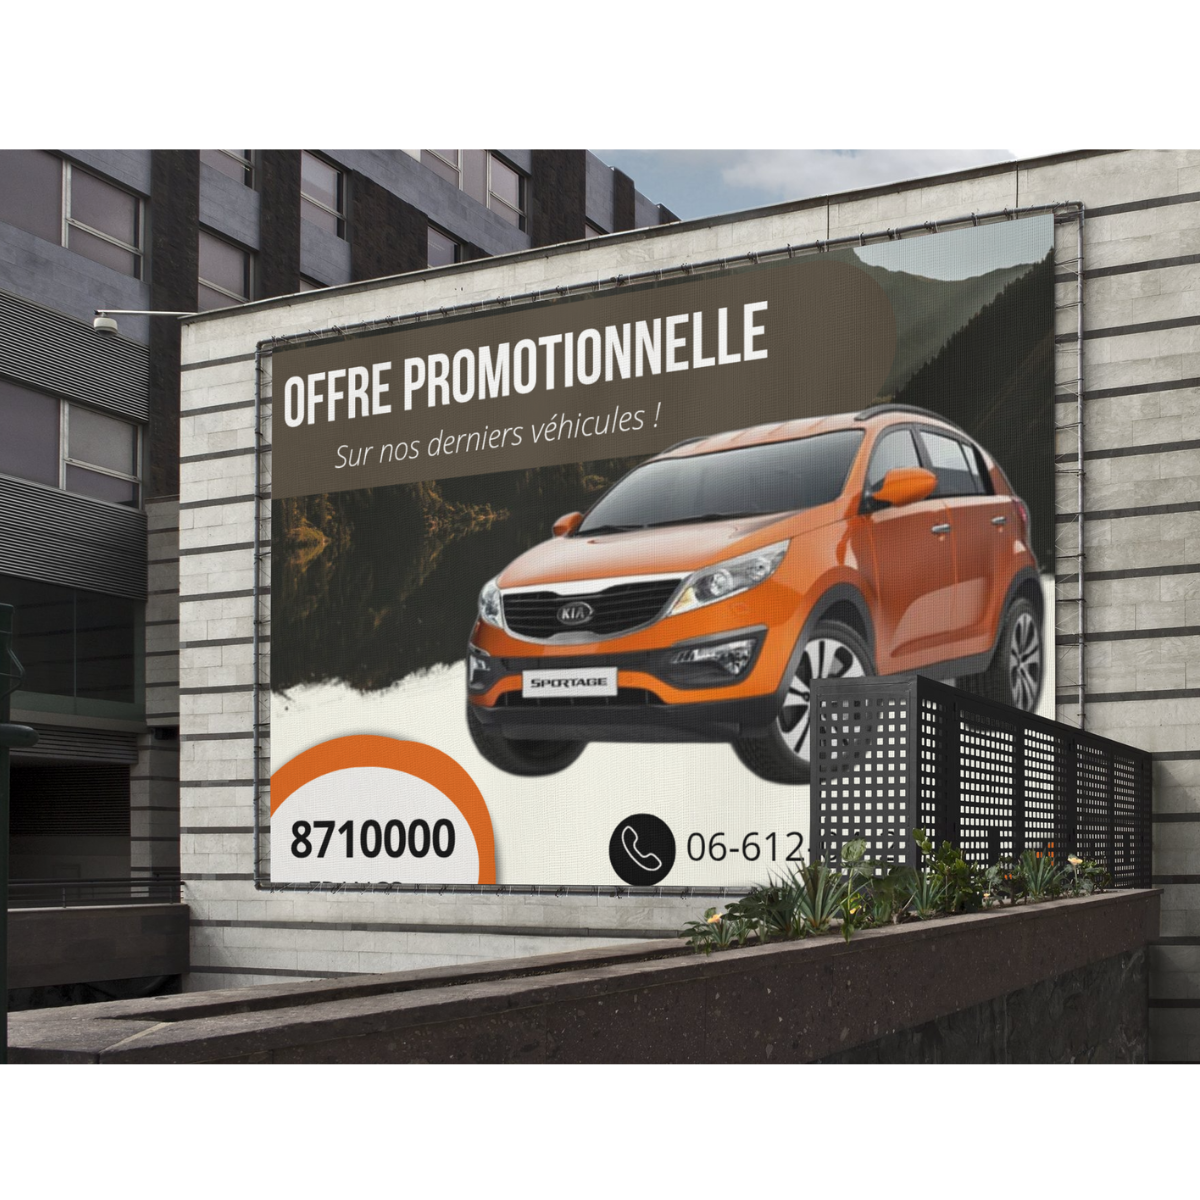 OFFRE PROMOTIONNELLE
Sur nos derniers véhicules !
KIA
SPORTAGE
8710000
06-612-